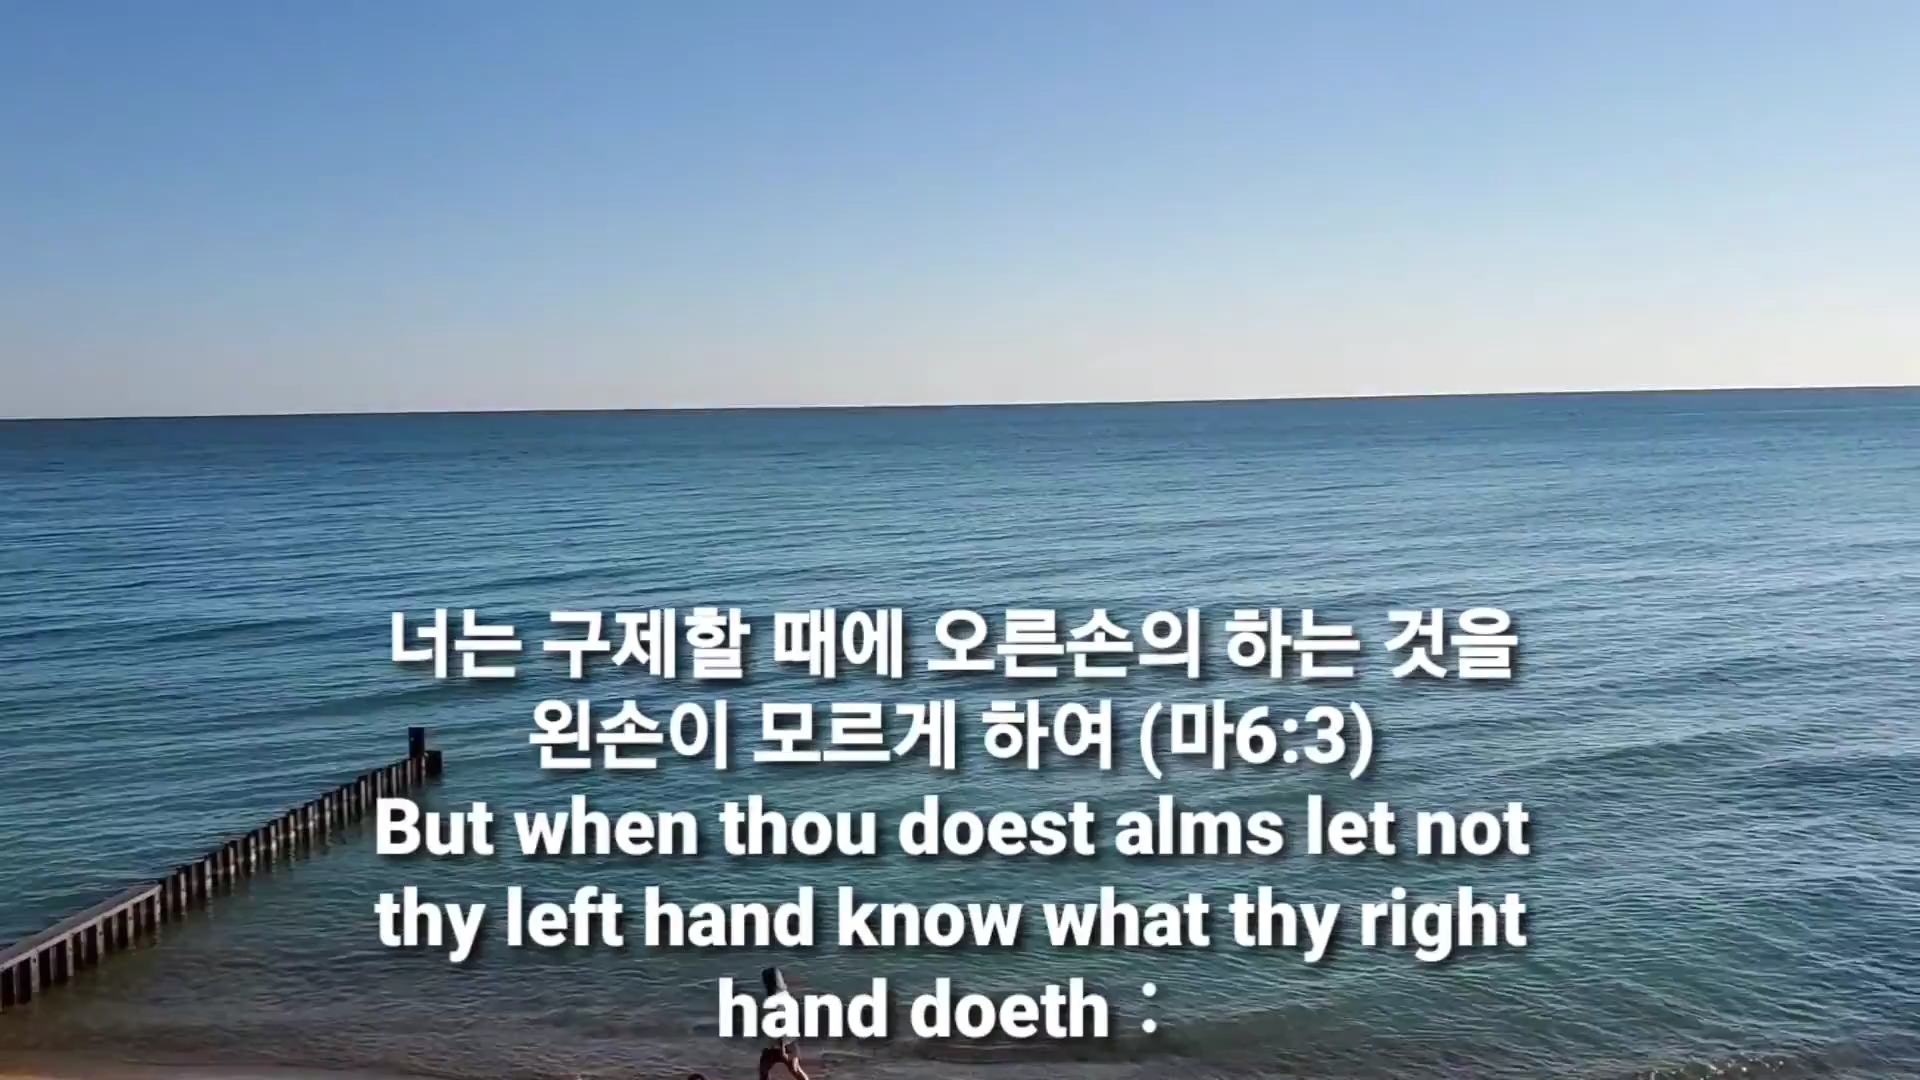 너는 구제할 때에 오른손의 하는 것을
왼손이 모르게 하여 (마6:3)
But when thou doest alms let not
thy left hand know what thy right
hand doeth :